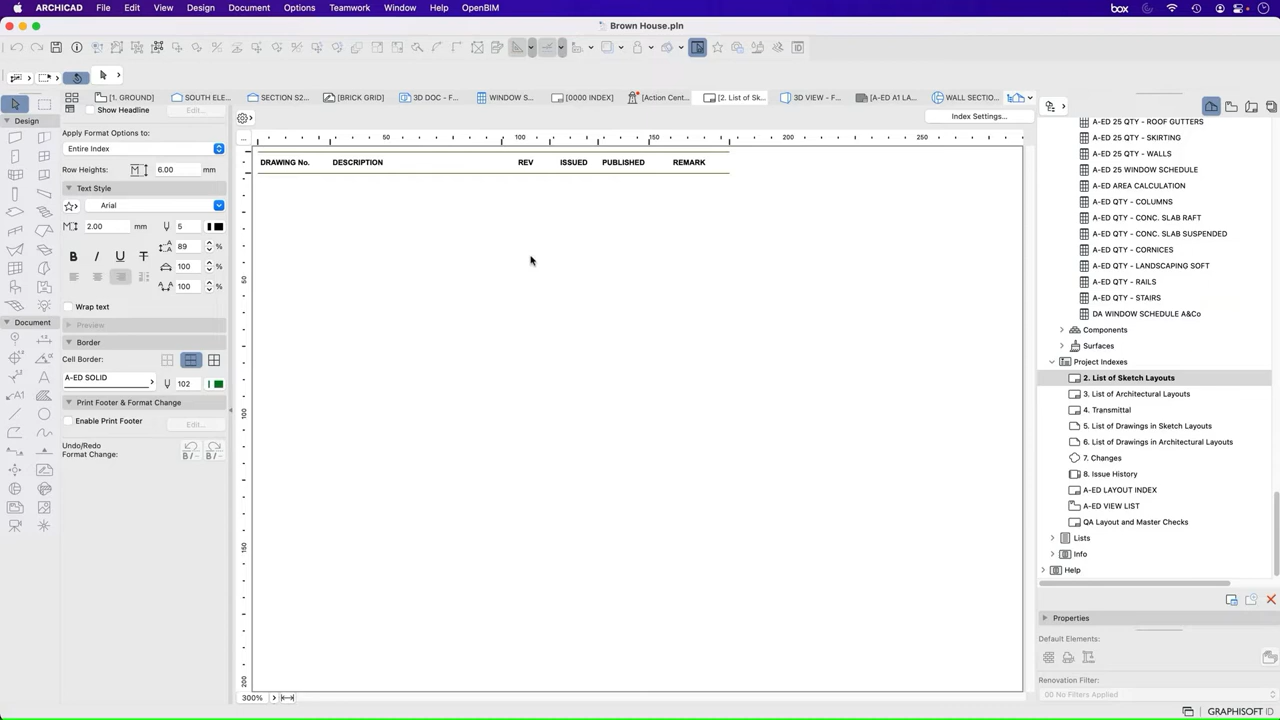 ARCHICAD File Edit View Design Document Options Teamwork Window Help OpenBIM
box
Brown House.pln
[1. GROUND] SOUTH ELE... SECTION S2... [BRICK GRID] 3D DOC - F... WINDOW S... [0000 INDEX] [Action Cent... [2. List of Sk... 3D VIEW - F... [A-ED A1 LA... WALL SECTIO...
Show Headline Edit...
Index Settings...
Design
Apply Format Options to:
Entire Index
Row Heights: 6.00 mm
Text Style
Arial
2.00 mm 5
89 %
B I U T
100 %
100 %
Wrap text
Document
Preview
Border
Cell Border:
A-ED SOLID
102
Print Footer & Format Change
Enable Print Footer
Edit...
Undo/Redo
Format Change:
B / B /
50 100 150 200 250
DRAWING No. DESCRIPTION REV ISSUED PUBLISHED REMARK
50
100
150
200
300%
A-ED 25 QTY - ROOF GUTTERS
A-ED 25 QTY - SKIRTING
A-ED 25 QTY - WALLS
A-ED 25 WINDOW SCHEDULE
A-ED AREA CALCULATION
A-ED QTY - COLUMNS
A-ED QTY - CONC. SLAB RAFT
A-ED QTY - CONC. SLAB SUSPENDED
A-ED QTY - CORNICES
A-ED QTY - LANDSCAPING SOFT
A-ED QTY - RAILS
A-ED QTY - STAIRS
DA WINDOW SCHEDULE A&Co
Components
Surfaces
Project Indexes
2. List of Sketch Layouts
3. List of Architectural Layouts
4. Transmittal
5. List of Drawings in Sketch Layouts
6. List of Drawings in Architectural Layouts
7. Changes
8. Issue History
A-ED LAYOUT INDEX
A-ED VIEW LIST
QA Layout and Master Checks
Lists
Info
Help
Properties
Default Elements:
Renovation Filter:
00 No Filters Applied
GRAPHISOFT ID